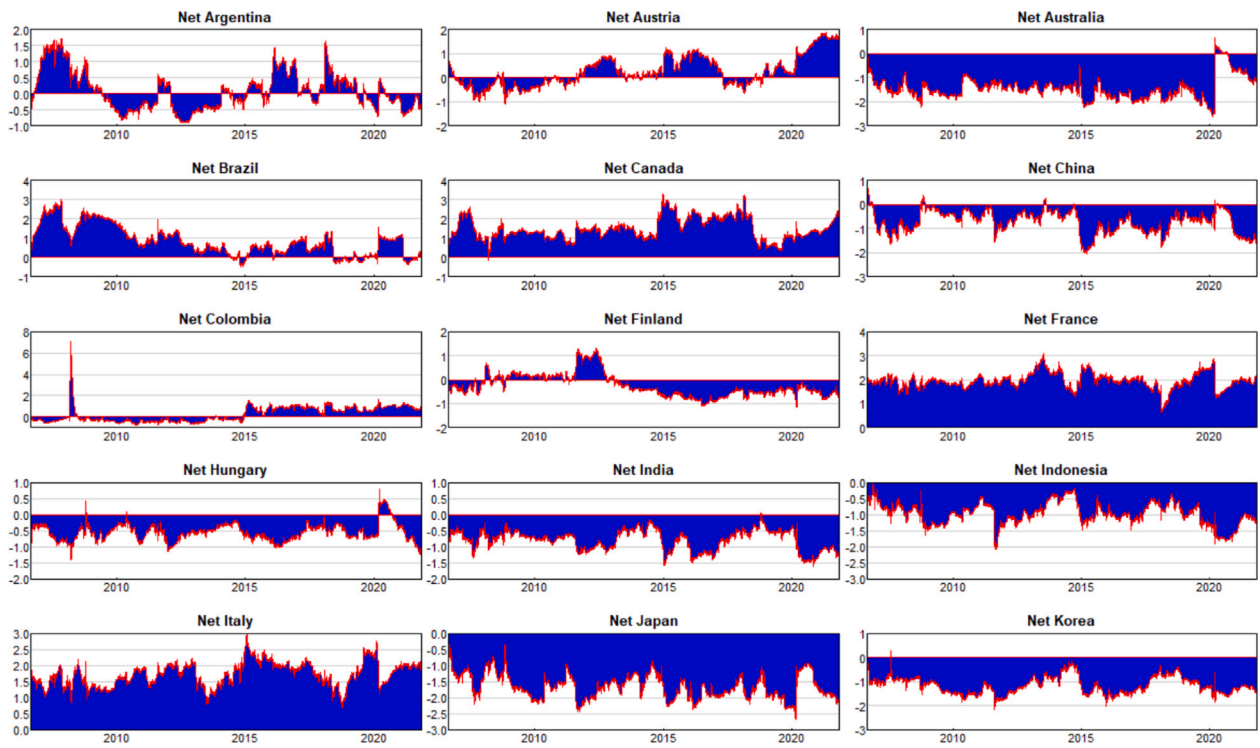 Net Argentina
2.0
1.5
1.0
0.5
0.0
-0.5
-1.0
2010 2015 2020
Net Austria
2
1
0
-1
-2
2010 2015 2020
Net Australia
1
0
-1
-2
-3
2010 2015 2020
Net Brazil
4
3
2
1
0
-1
2010 2015 2020
Net Canada
4
3
2
1
0
-1
2010 2015 2020
Net China
1
0
-1
-2
-3
2010 2015 2020
Net Colombia
8
6
4
2
0
2010 2015 2020
Net Finland
2
1
0
-1
-2
2010 2015 2020
Net France
4
3
2
1
0
2010 2015 2020
Net Hungary
1.0
0.5
0.0
-0.5
-1.0
-1.5
-2.0
2010 2015 2020
Net India
1.0
0.5
0.0
-0.5
-1.0
-1.5
-2.0
2010 2015 2020
Net Indonesia
0.0
-0.5
-1.0
-1.5
-2.0
-2.5
-3.0
2010 2015 2020
Net Italy
3.0
2.5
2.0
1.5
1.0
0.5
0.0
2010 2015 2020
Net Japan
0.0
-0.5
-1.0
-1.5
-2.0
-2.5
-3.0
2010 2015 2020
Net Korea
1
0
-1
-2
-3
2010 2015 2020